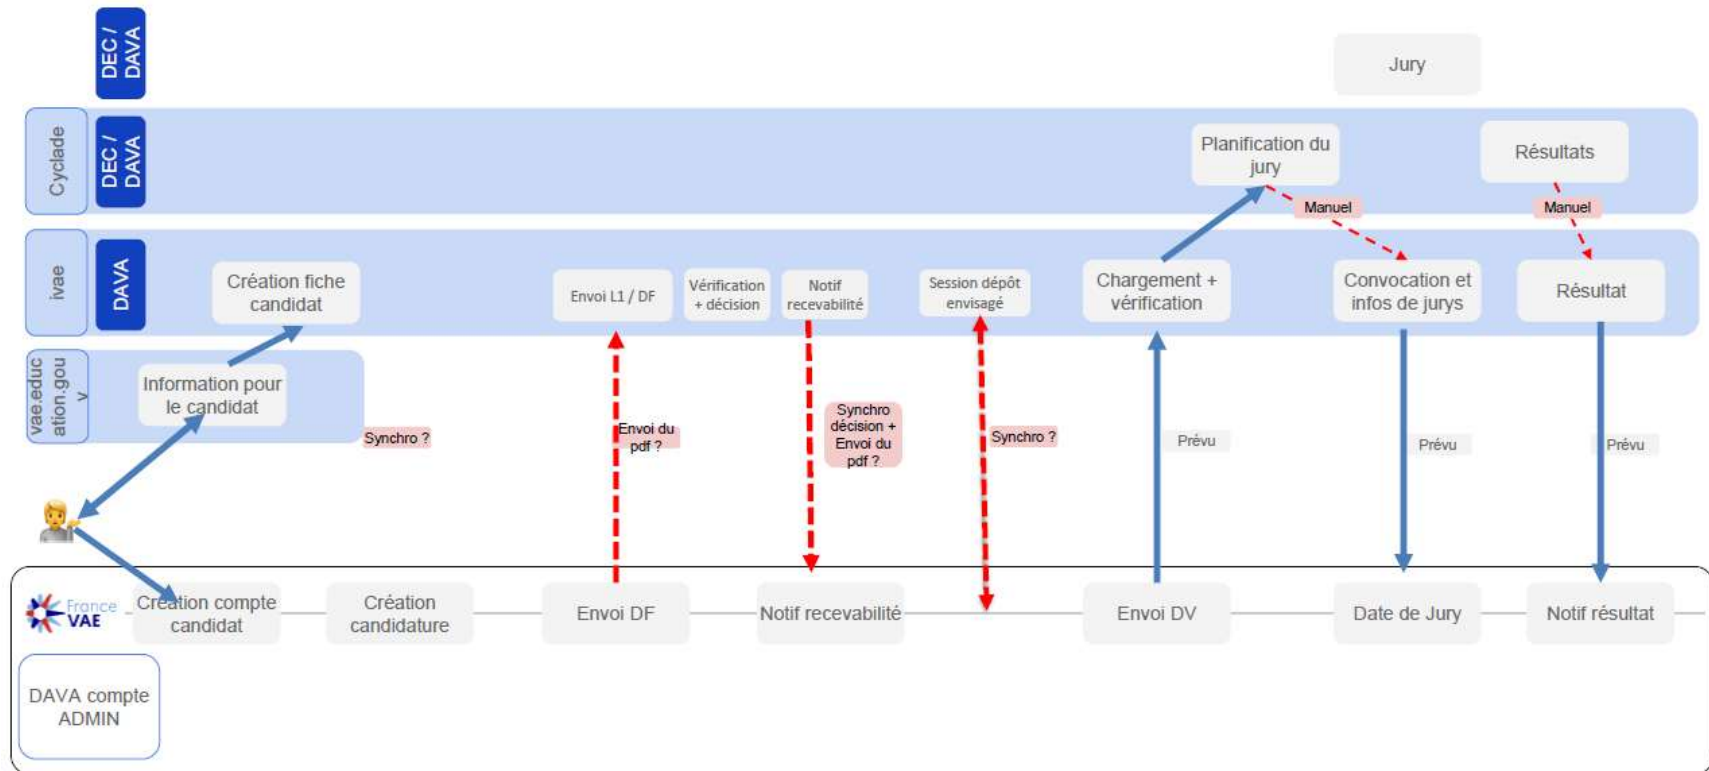 DEC /
DAVA
Jury
Cyclade
DEC /
DAVA
Planification du
jury
Résultats
Manuel
Manuel
ivae
DAVA
Création fiche
candidat
Envoi L1 / DF
Vérification
+ décision
Notif
recevabilité
Session dépôt
envisagé
Chargement +
vérification
Convocation et
infos de jurys
Résultat
vae.educ
ation.gou
v
Information pour
le candidat
Synchro ?
Envoi du
pdf ?
Synchro
décision +
Envoi du
pdf ?
Synchro ?
Prévu
Prévu
Prévu
France
VAE
Création compte
candidat
Création
candidature
Envoi DF
Notif recevabilité
Envoi DV
Date de Jury
Notif résultat
DAVA compte
ADMIN